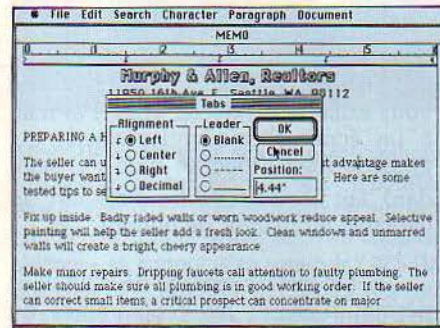 File Edit Search Character Paragraph Document
MEMO
Murphy & Allen, Realtors
11950 16th Ave E Seattle WA 98112
Tabs
Alignment
Left
Center
Right
Decimal
Leader
Blank
OK
Cancel
Position:
4.44"
PREPARING A H
The seller can u t advantage makes
the buyer want Here are some
tested tips to se
Fix up inside. Badly faded walls or worn woodwork reduce appeal. Selective
painting will help the seller add a fresh look. Clean windows and unmarred
walls will create a bright, cheery appearance
Make minor repairs. Dripping faucets call attention to faulty plumbing. The
seller should make sure all plumbing is in good working order. If the seller
can correct small items, a critical prospect can concentrate on major